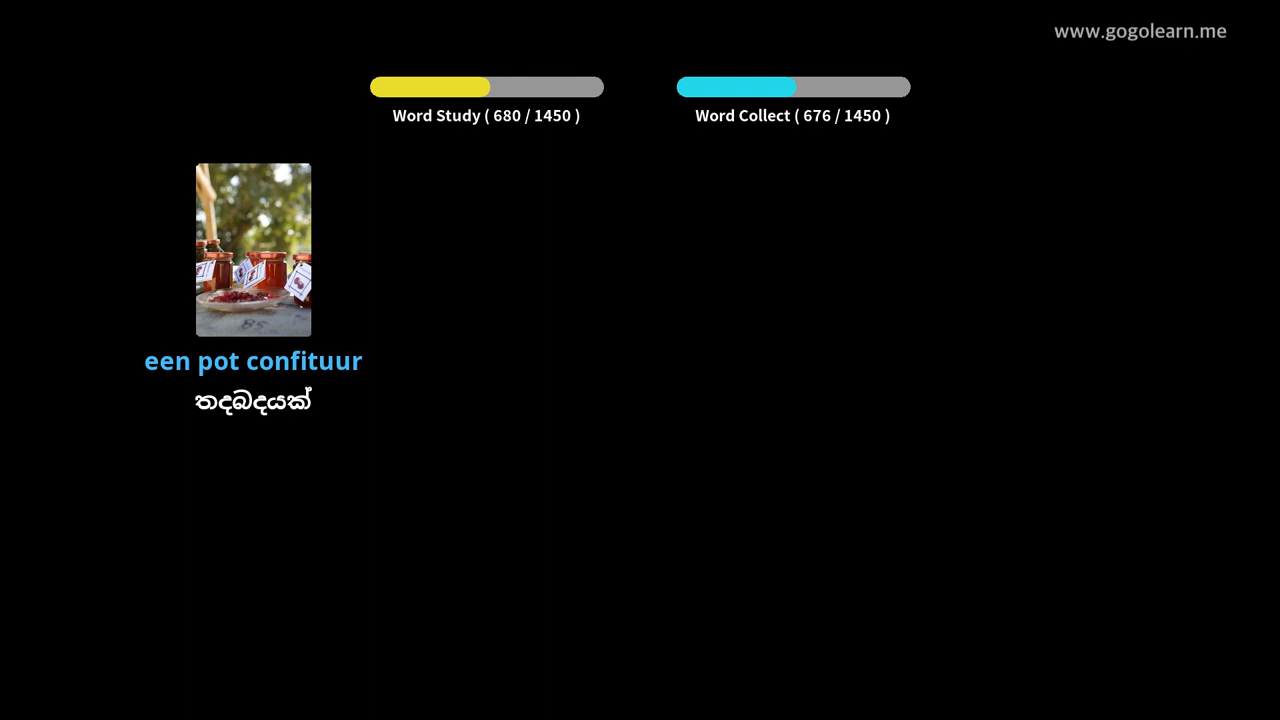 www.gogolearn.me
Word Study ( 680 / 1450 )
Word Collect ( 676 / 1450 )
een pot confituur
තදබදයක්